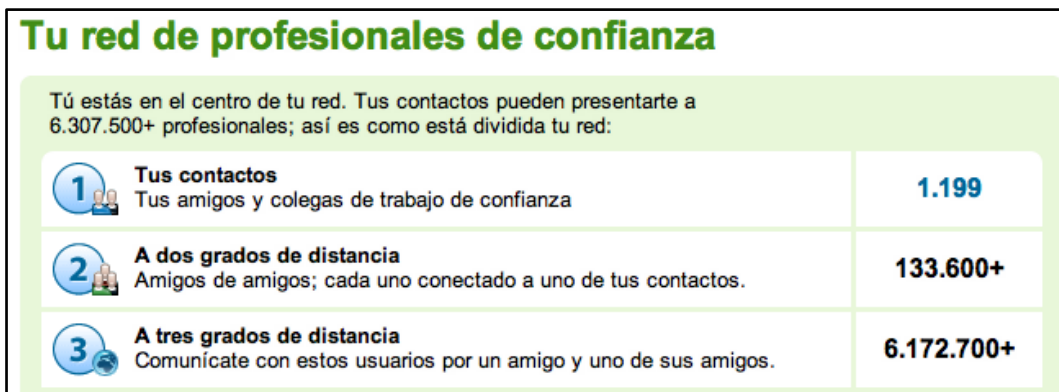 Tu red de profesionales de confianza
Tú estás en el centro de tu red. Tus contactos pueden presentarte a
6.307.500+ profesionales; así es como está dividida tu red:
1
Tus contactos
Tus amigos y colegas de trabajo de confianza
1.199
2
A dos grados de distancia
Amigos de amigos; cada uno conectado a uno de tus contactos.
133.600+
3
A tres grados de distancia
Comunícate con estos usuarios por un amigo y uno de sus amigos.
6.172.700+